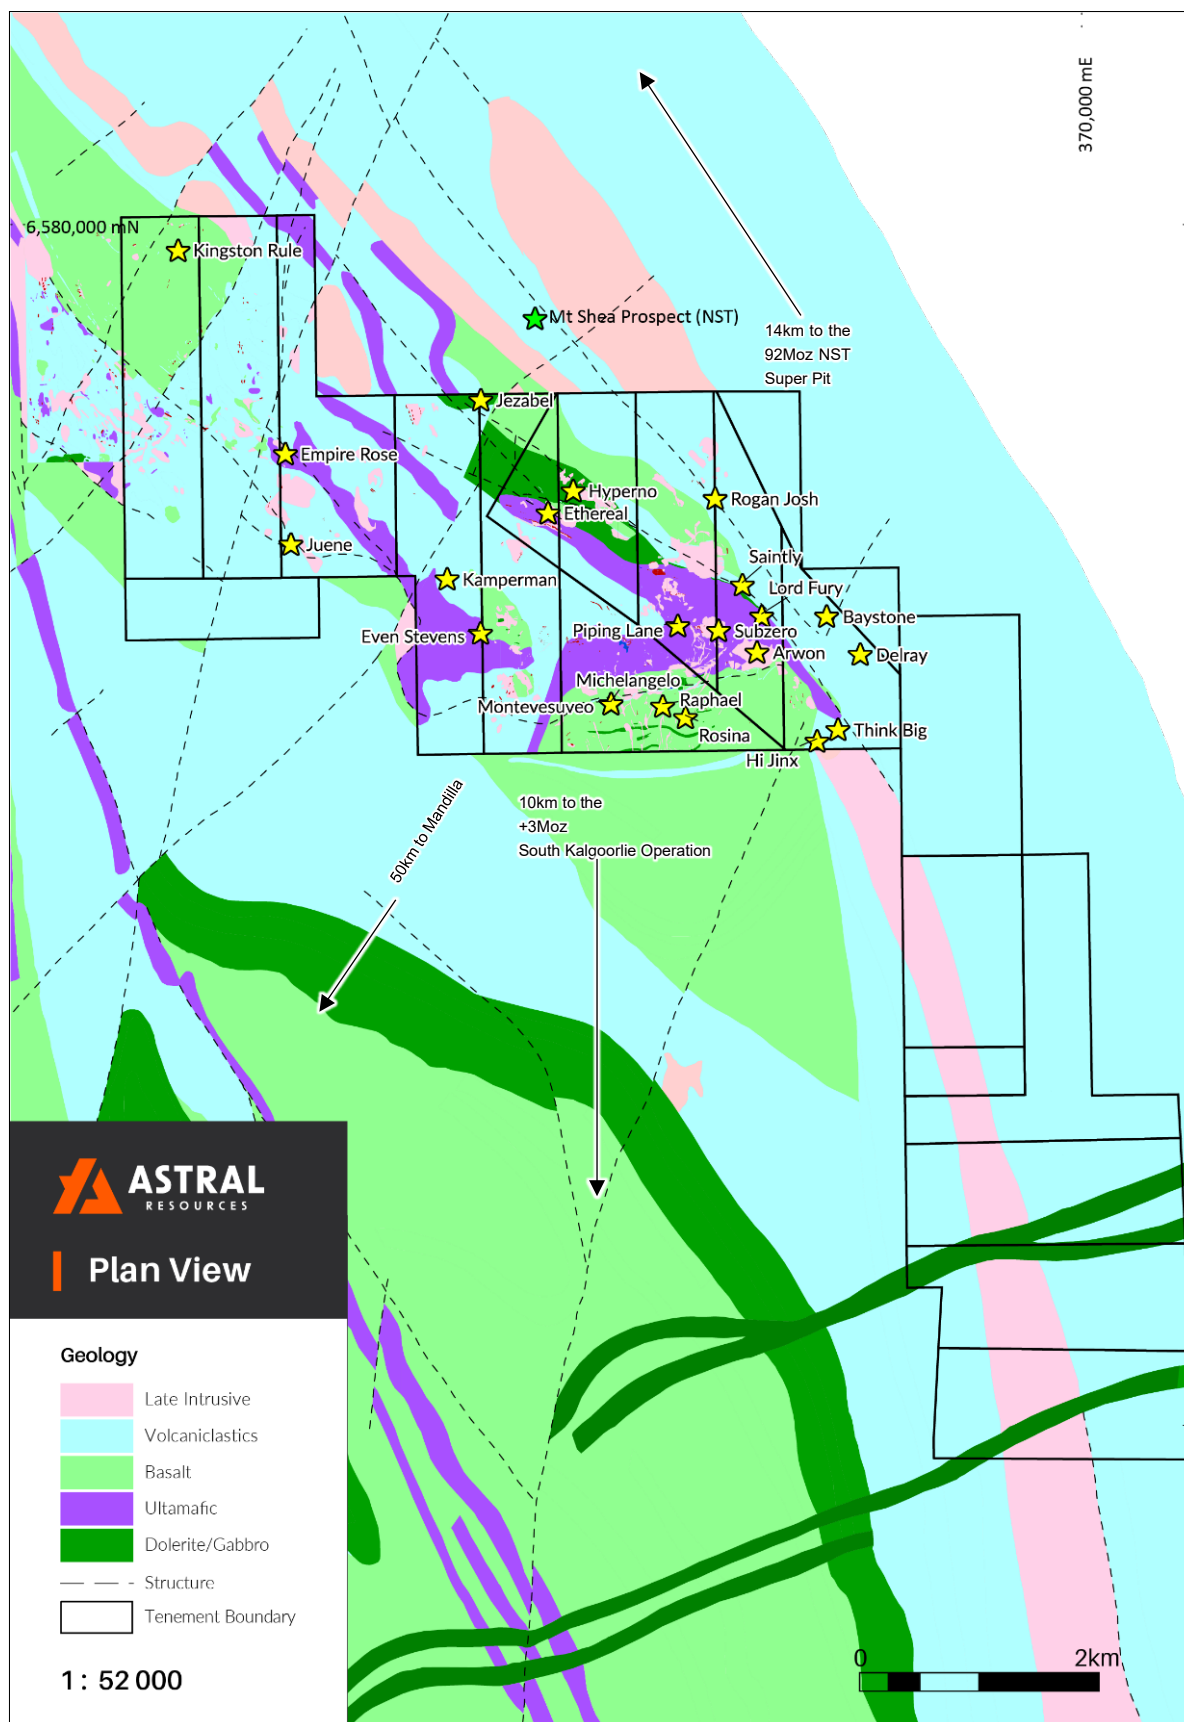 370,000 mE
6,580,000 mN
Kingston Rule
Mt Shea Prospect (NST)
14km to the
92Moz NST
Super Pit
Jezabel
Empire Rose
Hyperno
Rogan Josh
Ethereal
Juene
Saintly
Kamperman
Lord Fury
Baystone
Piping Lane
Subzero
Even Stevens
Arwon
Delray
Michelangelo
Montevesuveo
Raphael
Rosina
Think Big
Hi Jinx
50km to Mandilla
10km to the
+3Moz
South Kalgoorlie Operation
ASTRAL
RESOURCES
Plan View
Geology
Late Intrusive
Volcaniclastics
Basalt
Ultamafic
Dolerite/Gabbro
Structure
Tenement Boundary
1: 52 000
0 2km